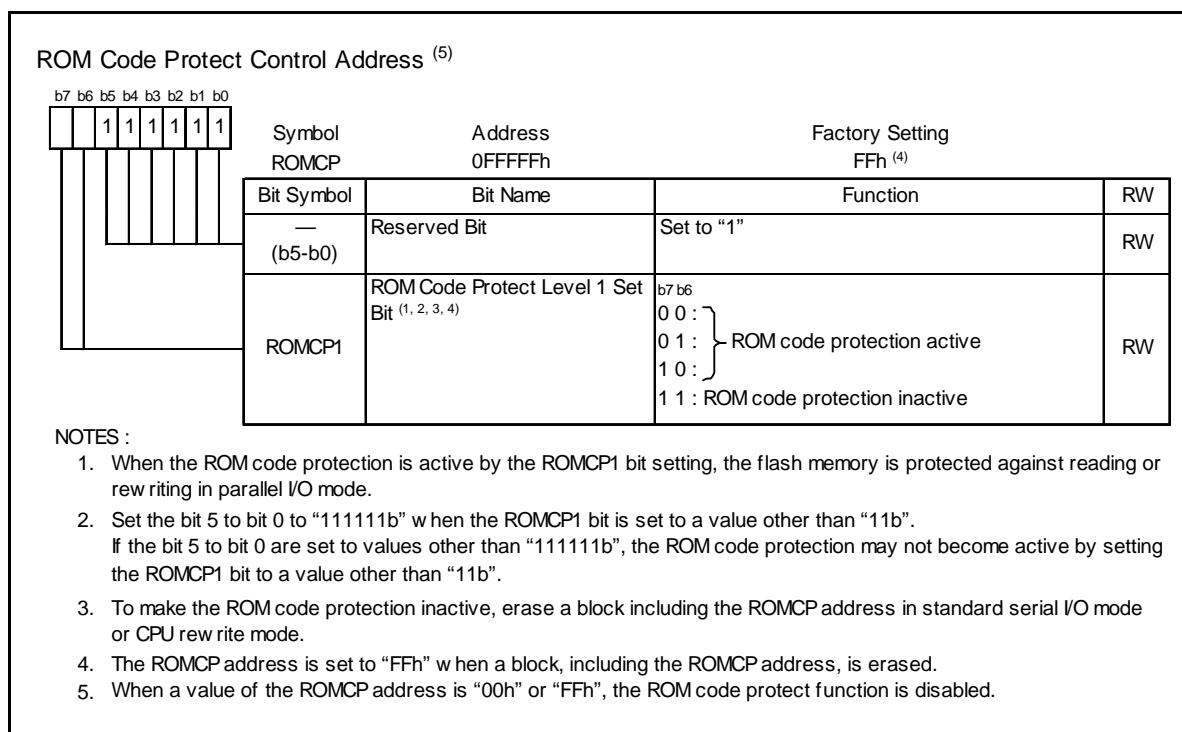 ROM Code Protect Control Address (5)
b7 b6 b5 b4 b3 b2 b1 b0
1 1 1 1 1 1
Symbol Address Factory Setting
ROMCP 0FFFFFh FFh (4)
Bit Symbol Bit Name Function RW
—
(b5-b0)
Reserved Bit
Set to “1”
RW
ROMCP1
ROM Code Protect Level 1 Set
Bit (1, 2, 3, 4)
b7 b6
0 0 :
0 1 :
1 0 :
ROM code protection active
1 1 : ROM code protection inactive
RW
NOTES :
1. When the ROM code protection is active by the ROMCP1 bit setting, the flash memory is protected against reading or
rewriting in parallel I/O mode.
2. Set the bit 5 to bit 0 to “111111b” when the ROMCP1 bit is set to a value other than “11b”.
If the bit 5 to bit 0 are set to values other than “111111b”, the ROM code protection may not become active by setting
the ROMCP1 bit to a value other than “11b”.
3. To make the ROM code protection inactive, erase a block including the ROMCP address in standard serial I/O mode
or CPU rewrite mode.
4. The ROMCP address is set to “FFh” when a block, including the ROMCP address, is erased.
5. When a value of the ROMCP address is “00h” or “FFh”, the ROM code protect function is disabled.